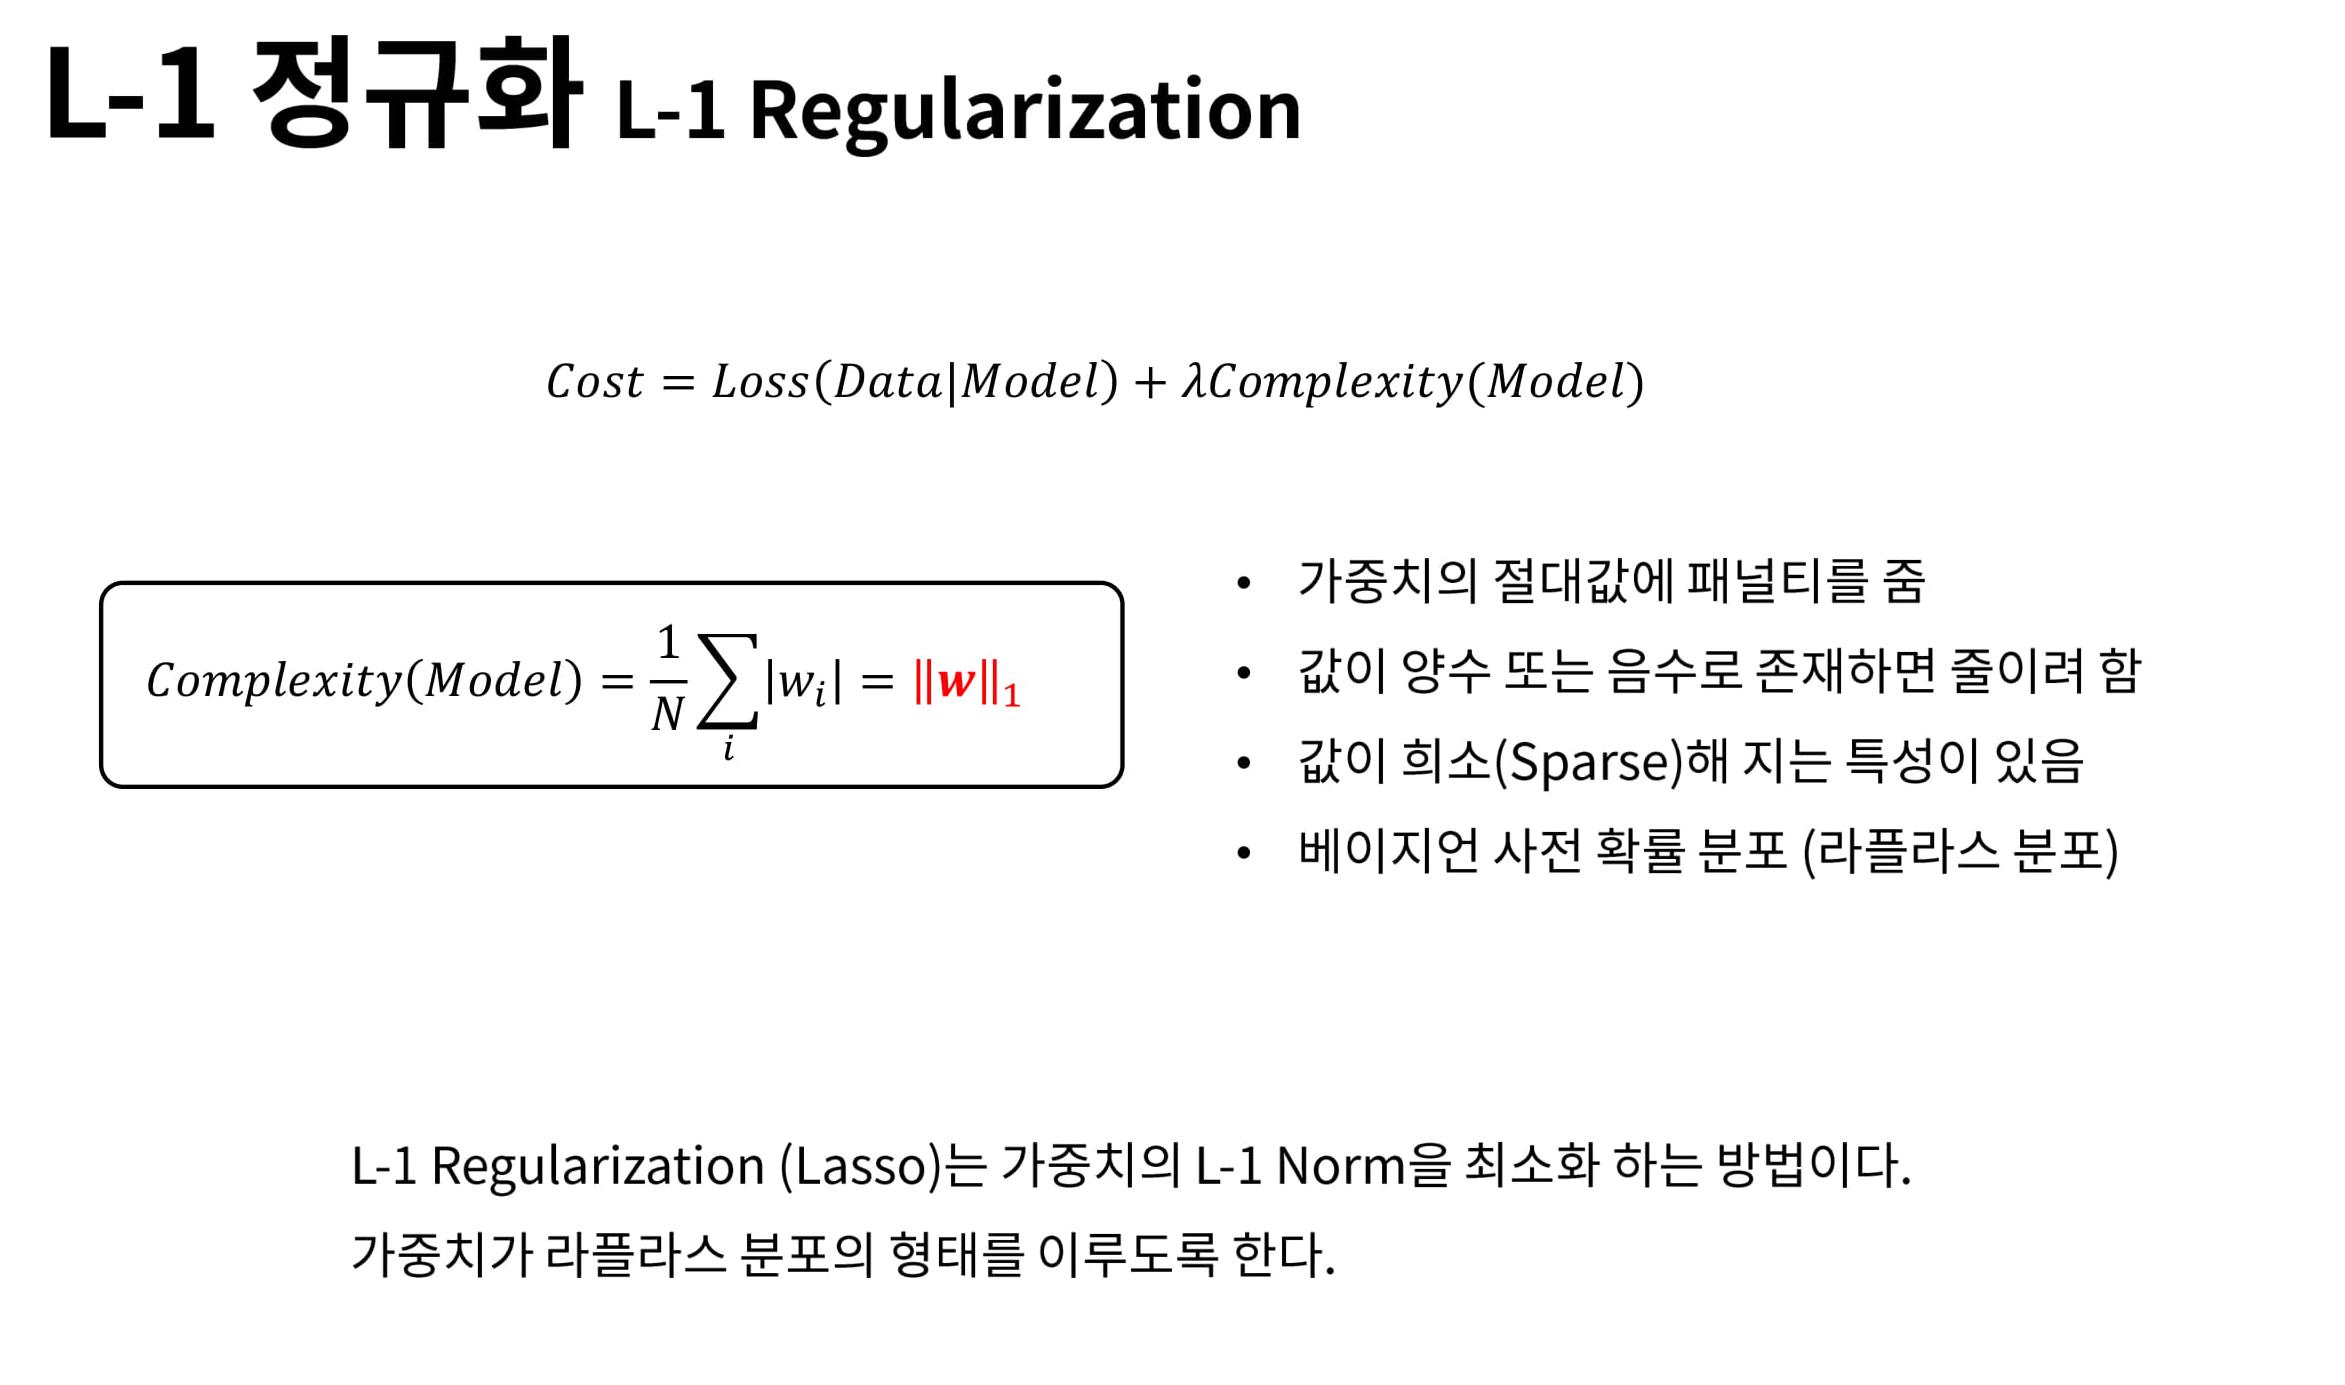 L-1 정규화 L-1 Regularization
Cost = Loss(Data|Model) + λComplexity(Model)
Complexity(Model) = \frac{1}{N} \sum_{i} |w_i| = ‖w‖₁
• 가중치의 절대값에 패널티를 줌
• 값이 양수 또는 음수로 존재하면 줄이려 함
• 값이 희소(Sparse)해 지는 특성이 있음
• 베이지언 사전 확률 분포 (라플라스 분포)
L-1 Regularization (Lasso)는 가중치의 L-1 Norm을 최소화 하는 방법이다.
가중치가 라플라스 분포의 형태를 이루도록 한다.